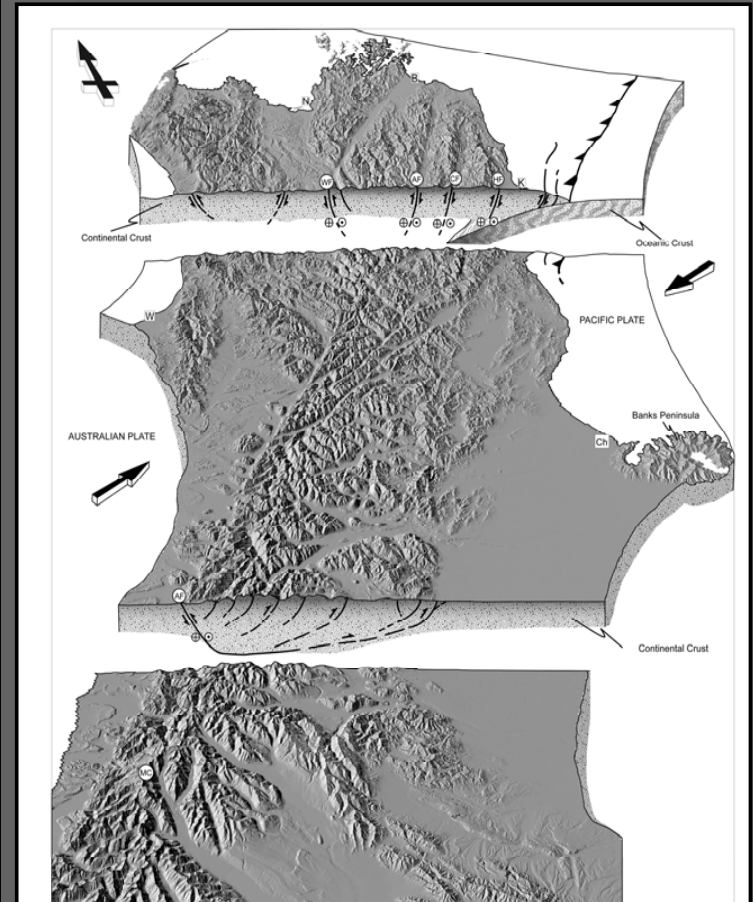 B
N
WF
AF
CF
HF
K
Continental Crust
Oceanic Crust
W
PACIFIC PLATE
Banks Peninsula
AUSTRALIAN PLATE
Ch
AF
Continental Crust
MC